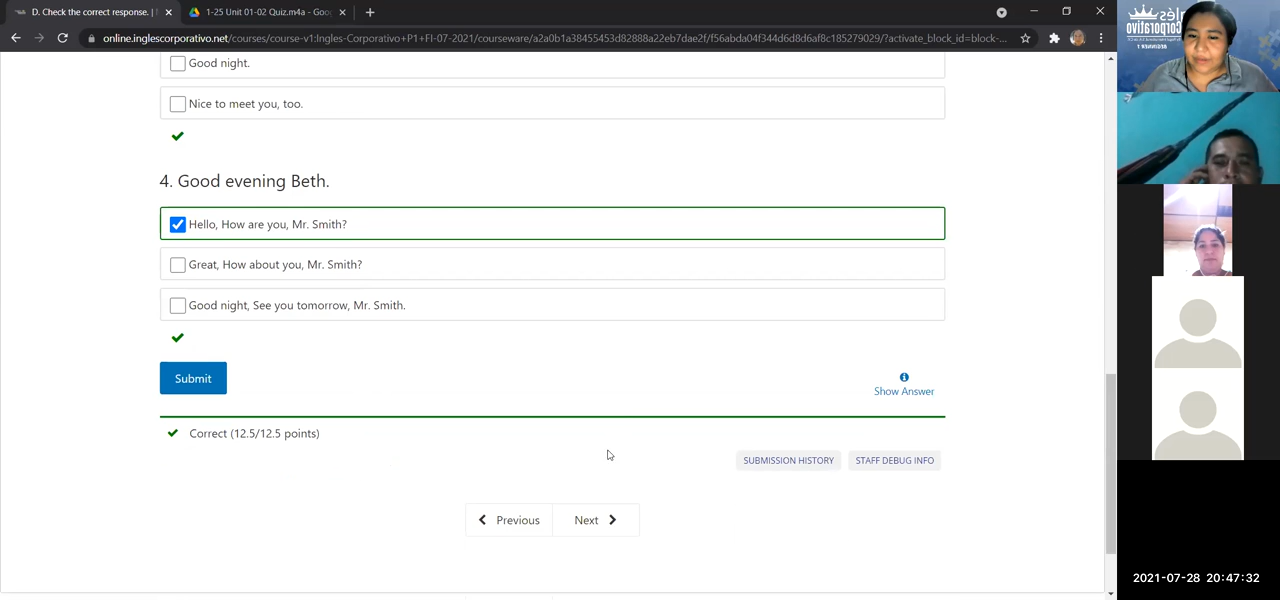 D. Check the correct response. |
1-25 Unit 01-02 Quiz.m4a - Goo
online.inglescorporativo.net/courses/course-v1:Ingles-Corporativo+P1+FI-07-2021/courseware/a2a0b1a38455453d82888a22eb7dae2f/f56abda04f344d6d8d6af8c185279029/?activate_block_id=block-...
Good night.
Nice to meet you, too.
4. Good evening Beth.
Hello, How are you, Mr. Smith?
Great, How about you, Mr. Smith?
Good night, See you tomorrow, Mr. Smith.
Submit
Show Answer
Correct (12.5/12.5 points)
SUBMISSION HISTORY
STAFF DEBUG INFO
Previous
Next
2021-07-28 20:47:32